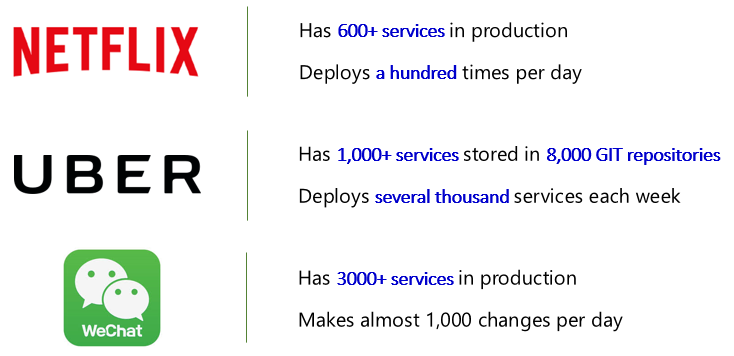 NETFLIX
Has 600+ services in production
Deploys a hundred times per day
UBER
Has 1,000+ services stored in 8,000 GIT repositories
Deploys several thousand services each week
WeChat
Has 3000+ services in production
Makes almost 1,000 changes per day